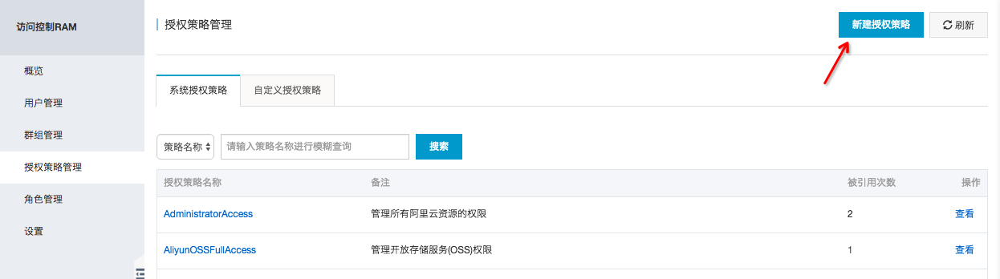 访问控制RAM
概览
用户管理
群组管理
授权策略管理
角色管理
设置
授权策略管理
新建授权策略
刷新
系统授权策略
自定义授权策略
策略名称
请输入策略名称进行模糊查询
搜索
授权策略名称 备注 被引用次数 操作
AdministratorAccess 管理所有阿里云资源的权限 2 查看
AliyunOSSFullAccess 管理开放存储服务(OSS)权限 1 查看